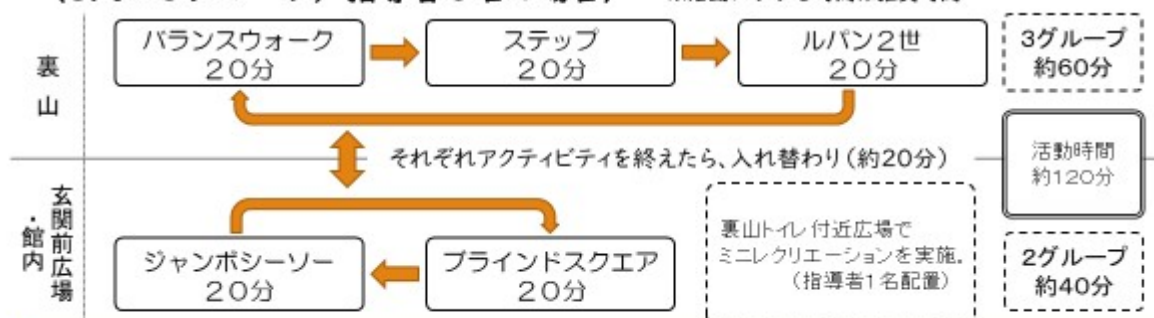 バランスウォーク
20分
ステップ
20分
ルパン2世
20分
3グループ
約60分
裏山
それぞれアクティビティを終えたら、入れ替わり（約20分）
活動時間
約120分
玄関前広場
・館内
ジャンボシーソー
20分
ブラインドスクエア
20分
裏山トイレ付近広場で
ミニレクリエーションを実施。
（指導者1名配置）
2グループ
約40分